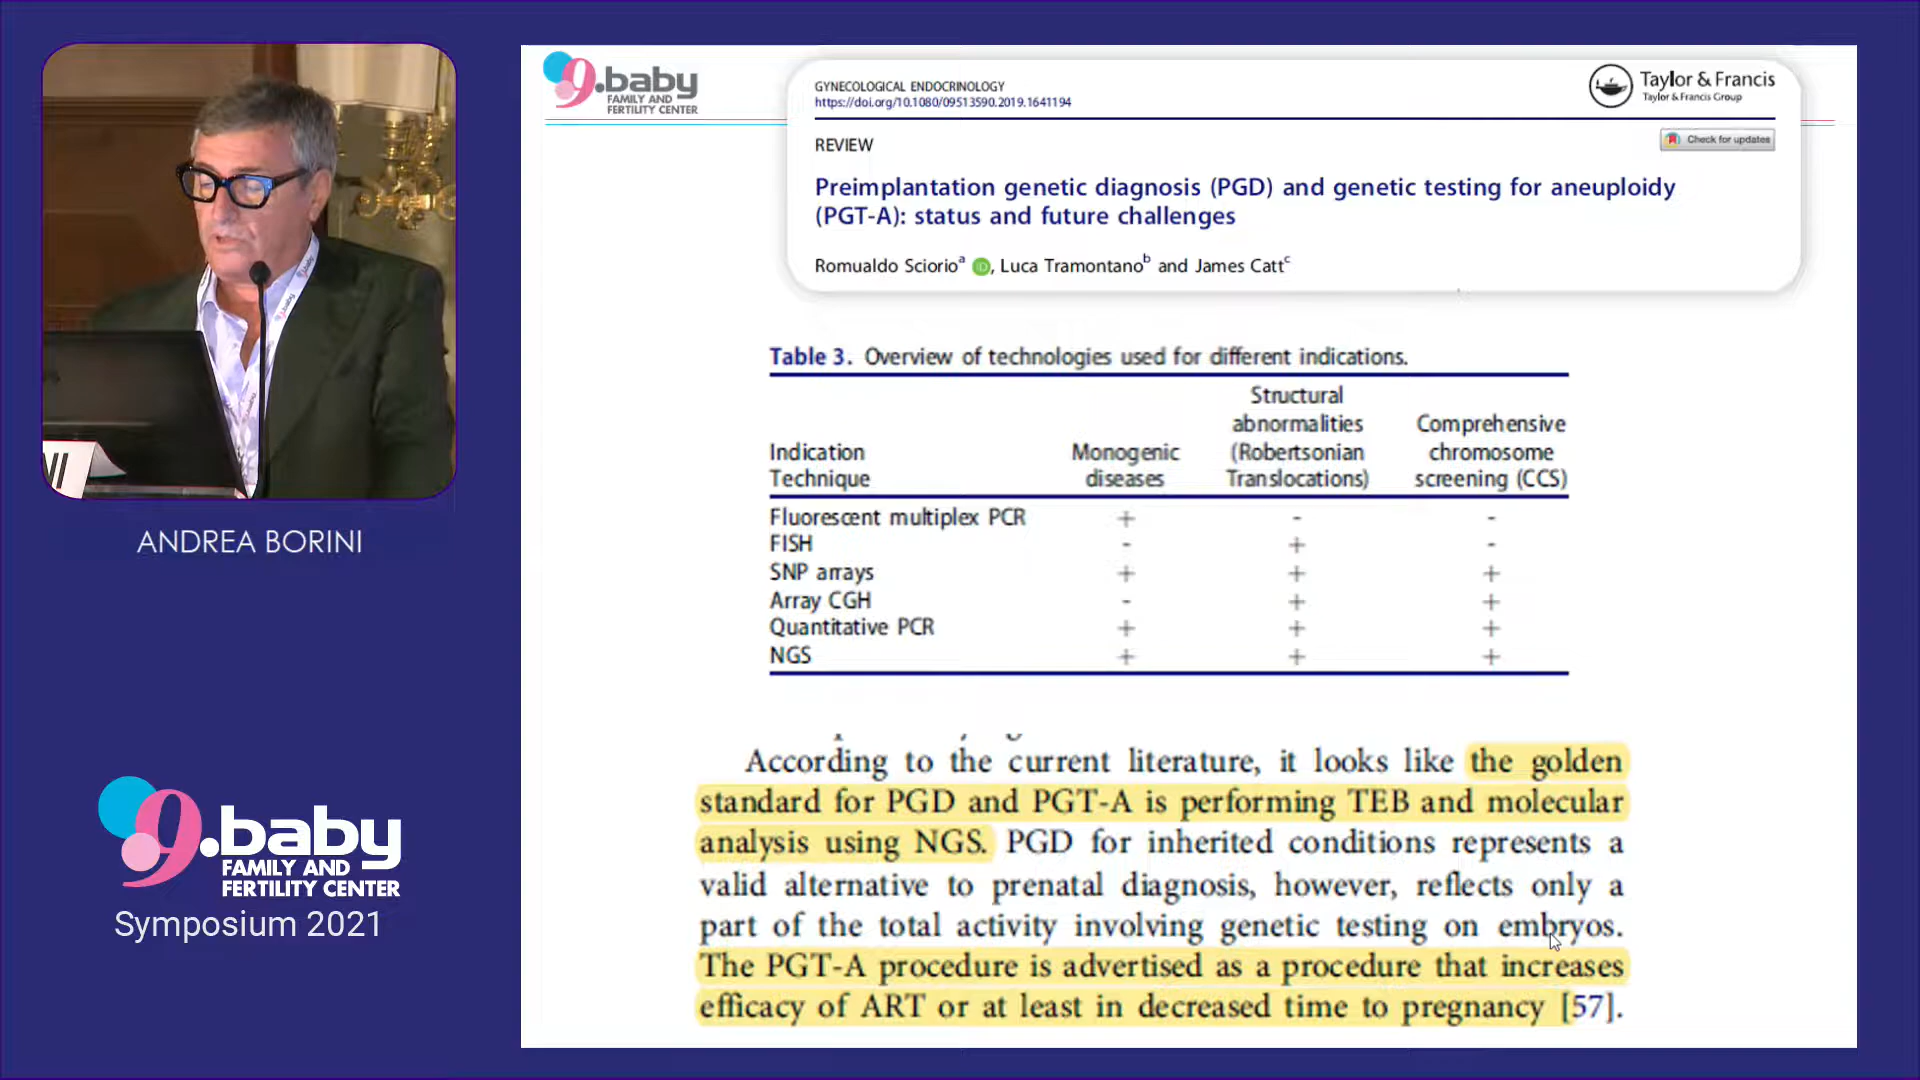 9.baby
FAMILY AND
FERTILITY CENTER
GYNECOLOGICAL ENDOCRINOLOGY
https://doi.org/10.1080/09513590.2019.1641194
Taylor & Francis
Taylor & Francis Group
REVIEW
Check for updates
Preimplantation genetic diagnosis (PGD) and genetic testing for aneuploidy
(PGT-A): status and future challenges
Romualdo Sciorio a iD, Luca Tramontano b and James Catt c
Table 3. Overview of technologies used for different indications.
Indication Technique Monogenic diseases Structural abnormalities (Robertsonian Translocations) Comprehensive chromosome screening (CCS)
Fluorescent multiplex PCR + - -
FISH - + -
SNP arrays + + +
Array CGH - + +
Quantitative PCR + + +
NGS + + +
According to the current literature, it looks like the golden
standard for PGD and PGT-A is performing TEB and molecular
analysis using NGS. PGD for inherited conditions represents a
valid alternative to prenatal diagnosis, however, reflects only a
part of the total activity involving genetic testing on embryos.
The PGT-A procedure is advertised as a procedure that increases
efficacy of ART or at least in decreased time to pregnancy [57].
ANDREA BORINI
9.baby
FAMILY AND
FERTILITY CENTER
Symposium 2021